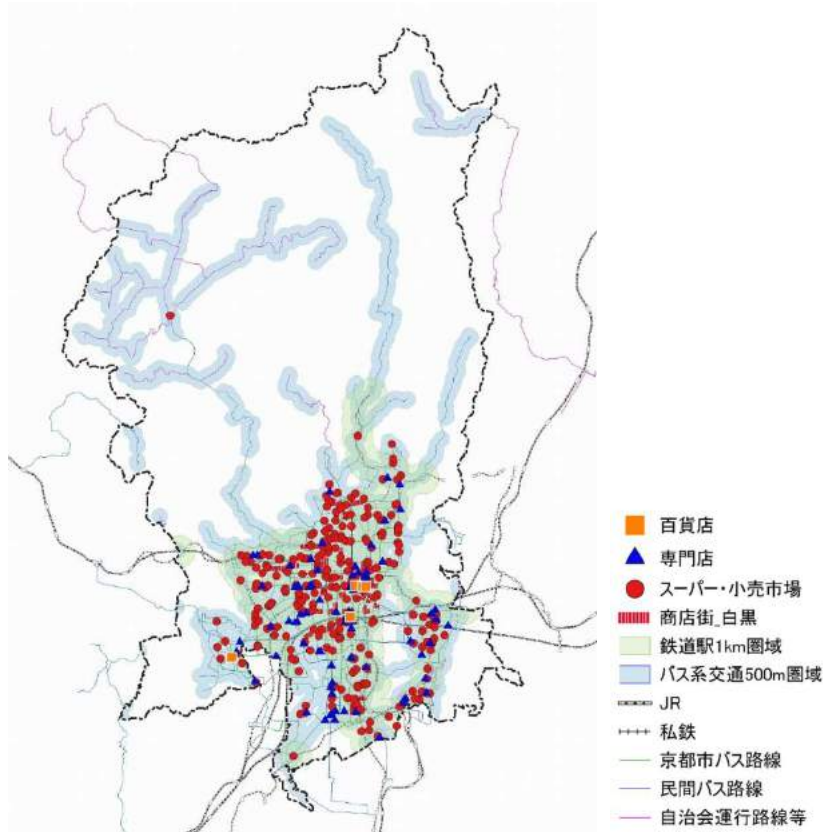 百貨店
専門店
スーパー・小売市場
商店街_白黒
鉄道駅1km圏域
バス系交通500m圏域
JR
私鉄
京都市バス路線
民間バス路線
自治会運行路線等